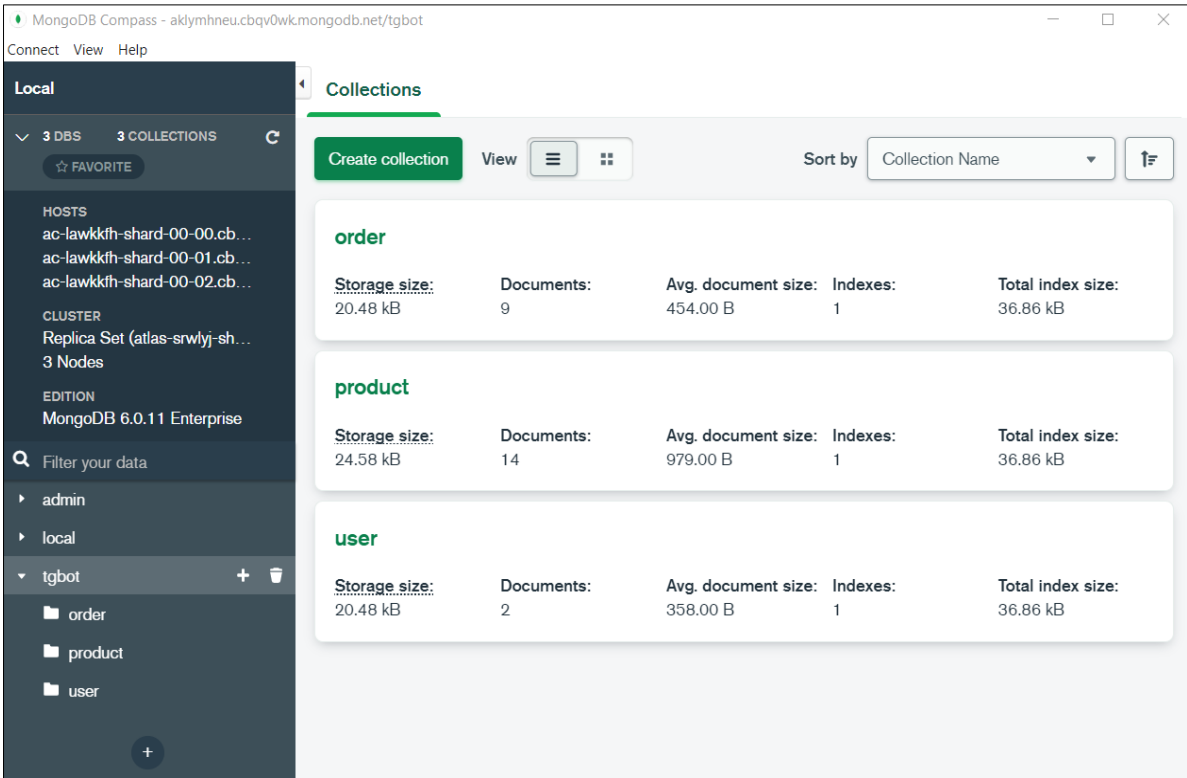 MongoDB Compass - aklymhneu.cbqv0wk.mongodb.net/tgbot
Connect View Help
Local
3 DBS 3 COLLECTIONS
FAVORITE
HOSTS
ac-lawkkfh-shard-00-00.cb...
ac-lawkkfh-shard-00-01.cb...
ac-lawkkfh-shard-00-02.cb...
CLUSTER
Replica Set (atlas-srwlyj-sh...
3 Nodes
EDITION
MongoDB 6.0.11 Enterprise
Filter your data
admin
local
tgbot
order
product
user
Collections
Create collection View Sort by Collection Name
order
Storage size: Documents: Avg. document size: Indexes: Total index size:
20.48 kB 9 454.00 B 1 36.86 kB
product
Storage size: Documents: Avg. document size: Indexes: Total index size:
24.58 kB 14 979.00 B 1 36.86 kB
user
Storage size: Documents: Avg. document size: Indexes: Total index size:
20.48 kB 2 358.00 B 1 36.86 kB